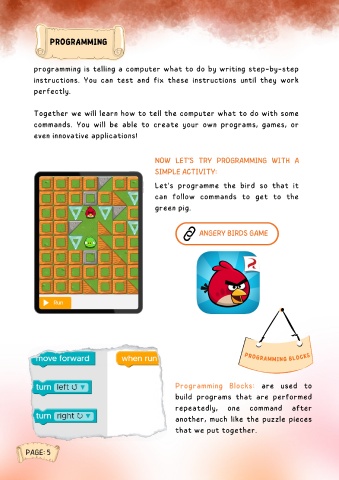 PROGRAMMING
programming is telling a computer what to do by writing step-by-step
instructions. You can test and fix these instructions until they work
perfectly.
Together we will learn how to tell the computer what to do with some
commands. You will be able to create your own programs, games, or
even innovative applications!
NOW LET'S TRY PROGRAMMING WITH A
SIMPLE ACTIVITY:
Let's programme the bird so that it
can follow commands to get to the
green pig.
ANGERY BIRDS GAME
Run
PROGRAMMING BLOCKS
move forward
when run
turn left ↺ ▼
turn right ↻ ▼
Programming Blocks: are used to
build programs that are performed
repeatedly, one command after
another, much like the puzzle pieces
that we put together.
PAGE: 5